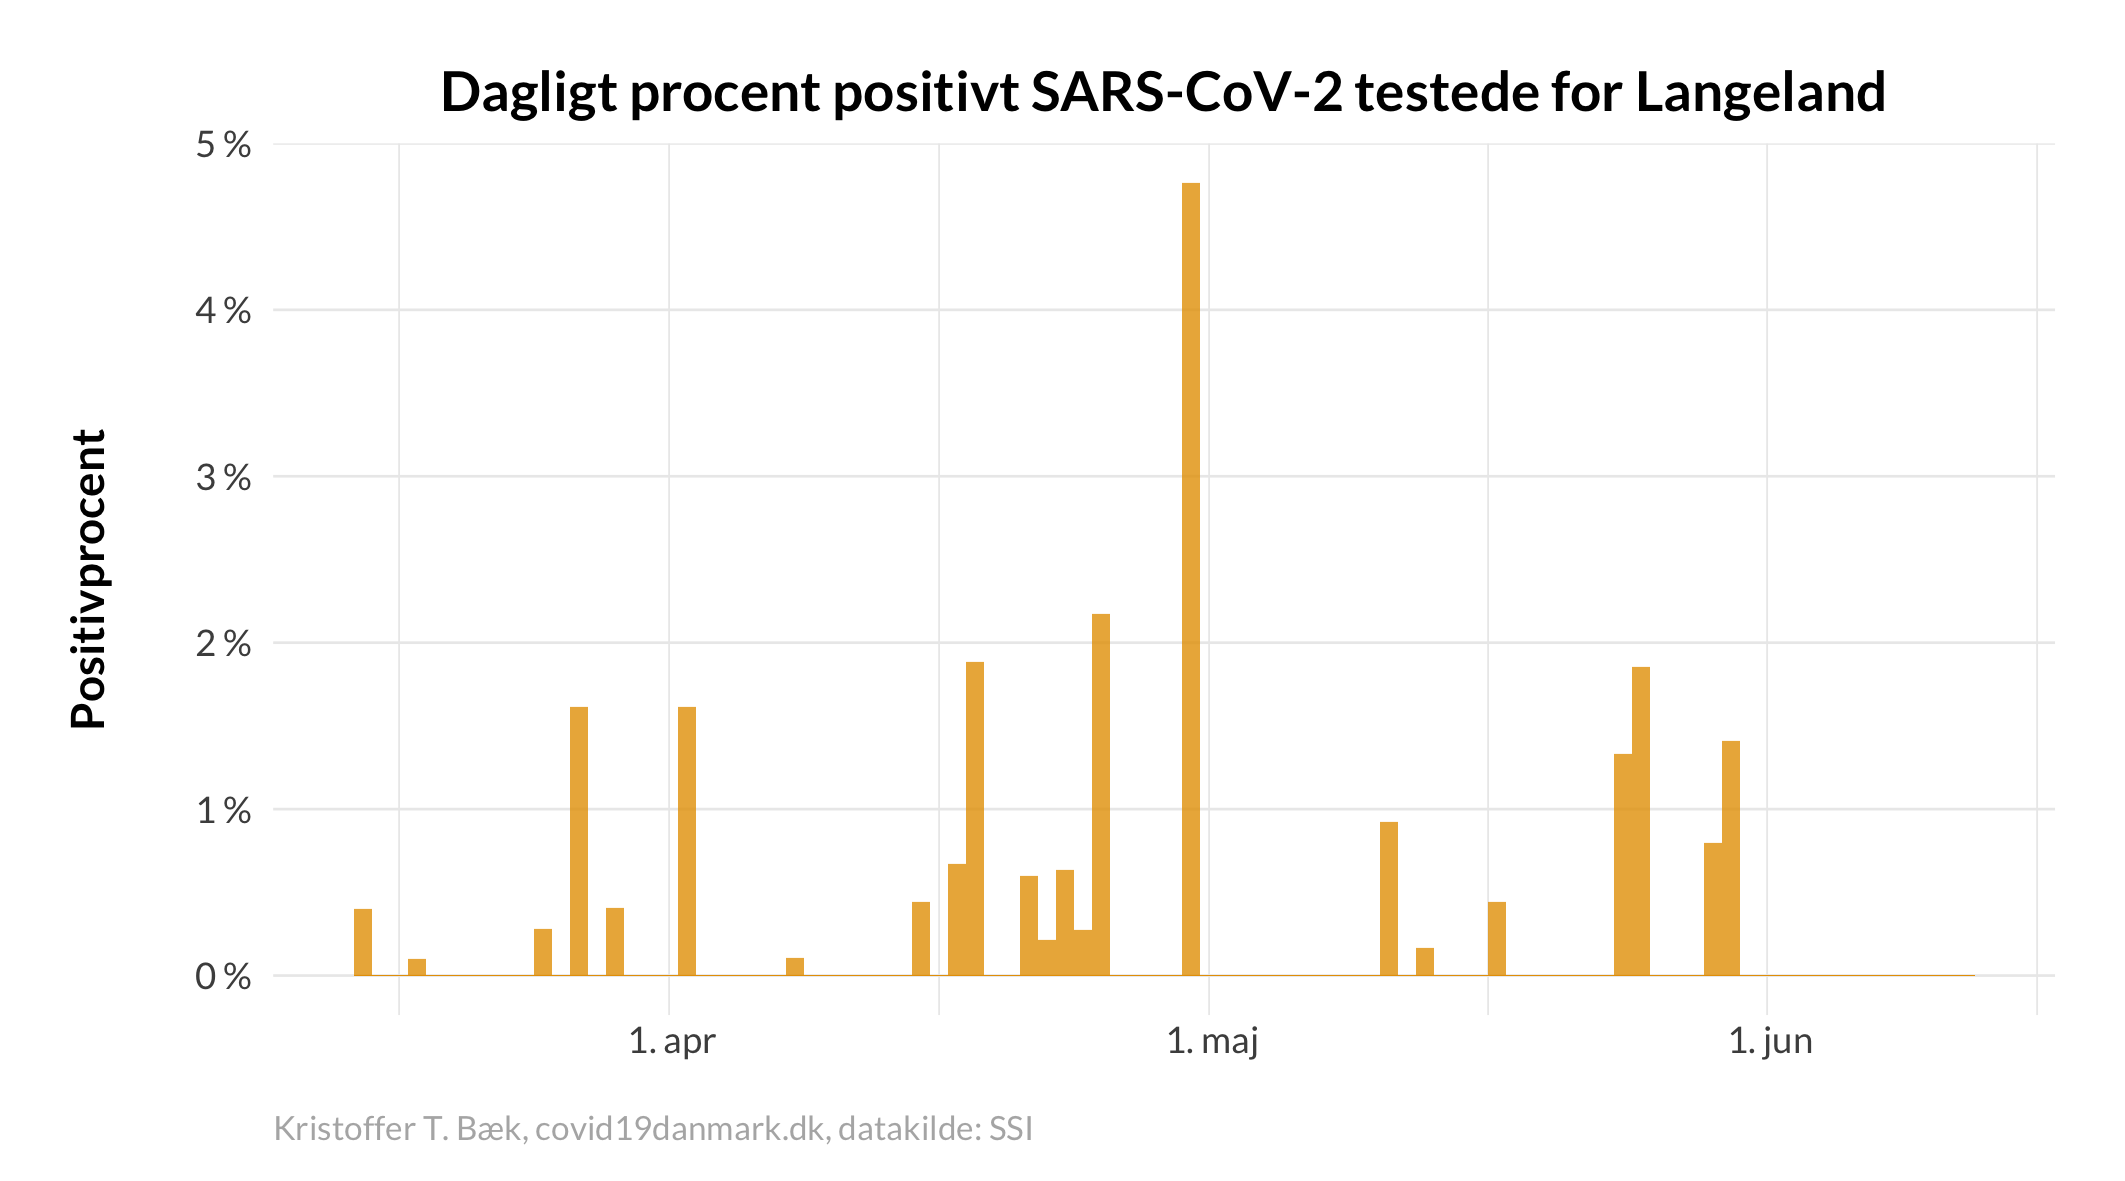 Dagligt procent positivt SARS-CoV-2 testede for Langeland
Positivprocent
5 %
4 %
3 %
2 %
1 %
0 %
1. apr
1. maj
1. jun
Kristoffer T. Bæk, covid19danmark.dk, datakilde: SSI